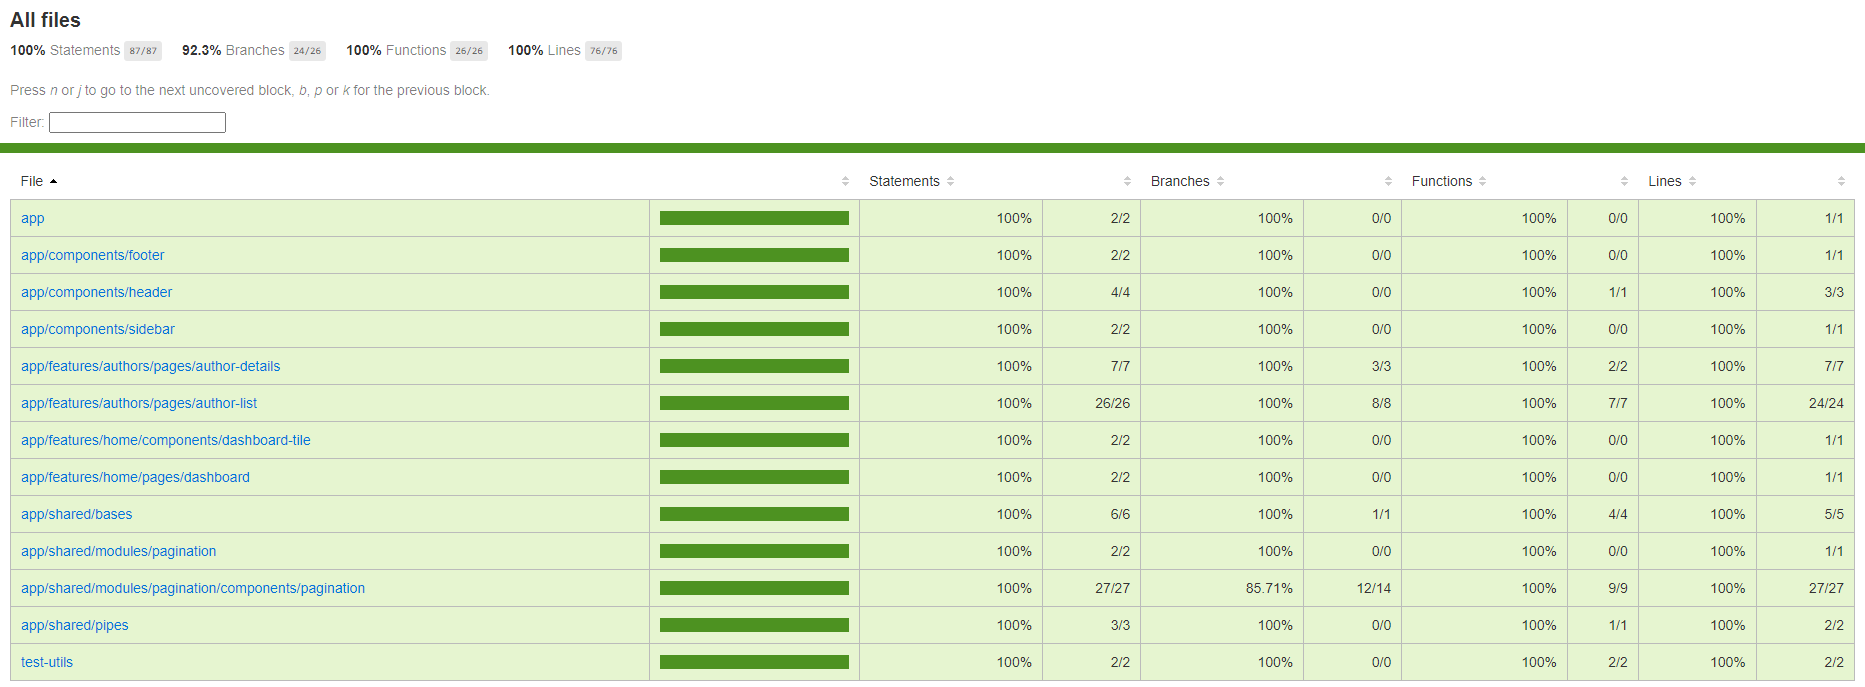 All files
100% Statements 87/87 92.3% Branches 24/26 100% Functions 26/26 100% Lines 76/76
Press n or j to go to the next uncovered block, b, p or k for the previous block.
Filter:
File Statements Branches Functions Lines
app 100% 2/2 100% 0/0 100% 0/0 100% 1/1
app/components/footer 100% 2/2 100% 0/0 100% 0/0 100% 1/1
app/components/header 100% 4/4 100% 0/0 100% 1/1 100% 3/3
app/components/sidebar 100% 2/2 100% 0/0 100% 0/0 100% 1/1
app/features/authors/pages/author-details 100% 7/7 100% 3/3 100% 2/2 100% 7/7
app/features/authors/pages/author-list 100% 26/26 100% 8/8 100% 7/7 100% 24/24
app/features/home/components/dashboard-tile 100% 2/2 100% 0/0 100% 0/0 100% 1/1
app/features/home/pages/dashboard 100% 2/2 100% 0/0 100% 0/0 100% 1/1
app/shared/bases 100% 6/6 100% 1/1 100% 4/4 100% 5/5
app/shared/modules/pagination 100% 2/2 100% 0/0 100% 0/0 100% 1/1
app/shared/modules/pagination/components/pagination 100% 27/27 85.71% 12/14 100% 9/9 100% 27/27
app/shared/pipes 100% 3/3 100% 0/0 100% 1/1 100% 2/2
test-utils 100% 2/2 100% 0/0 100% 2/2 100% 2/2